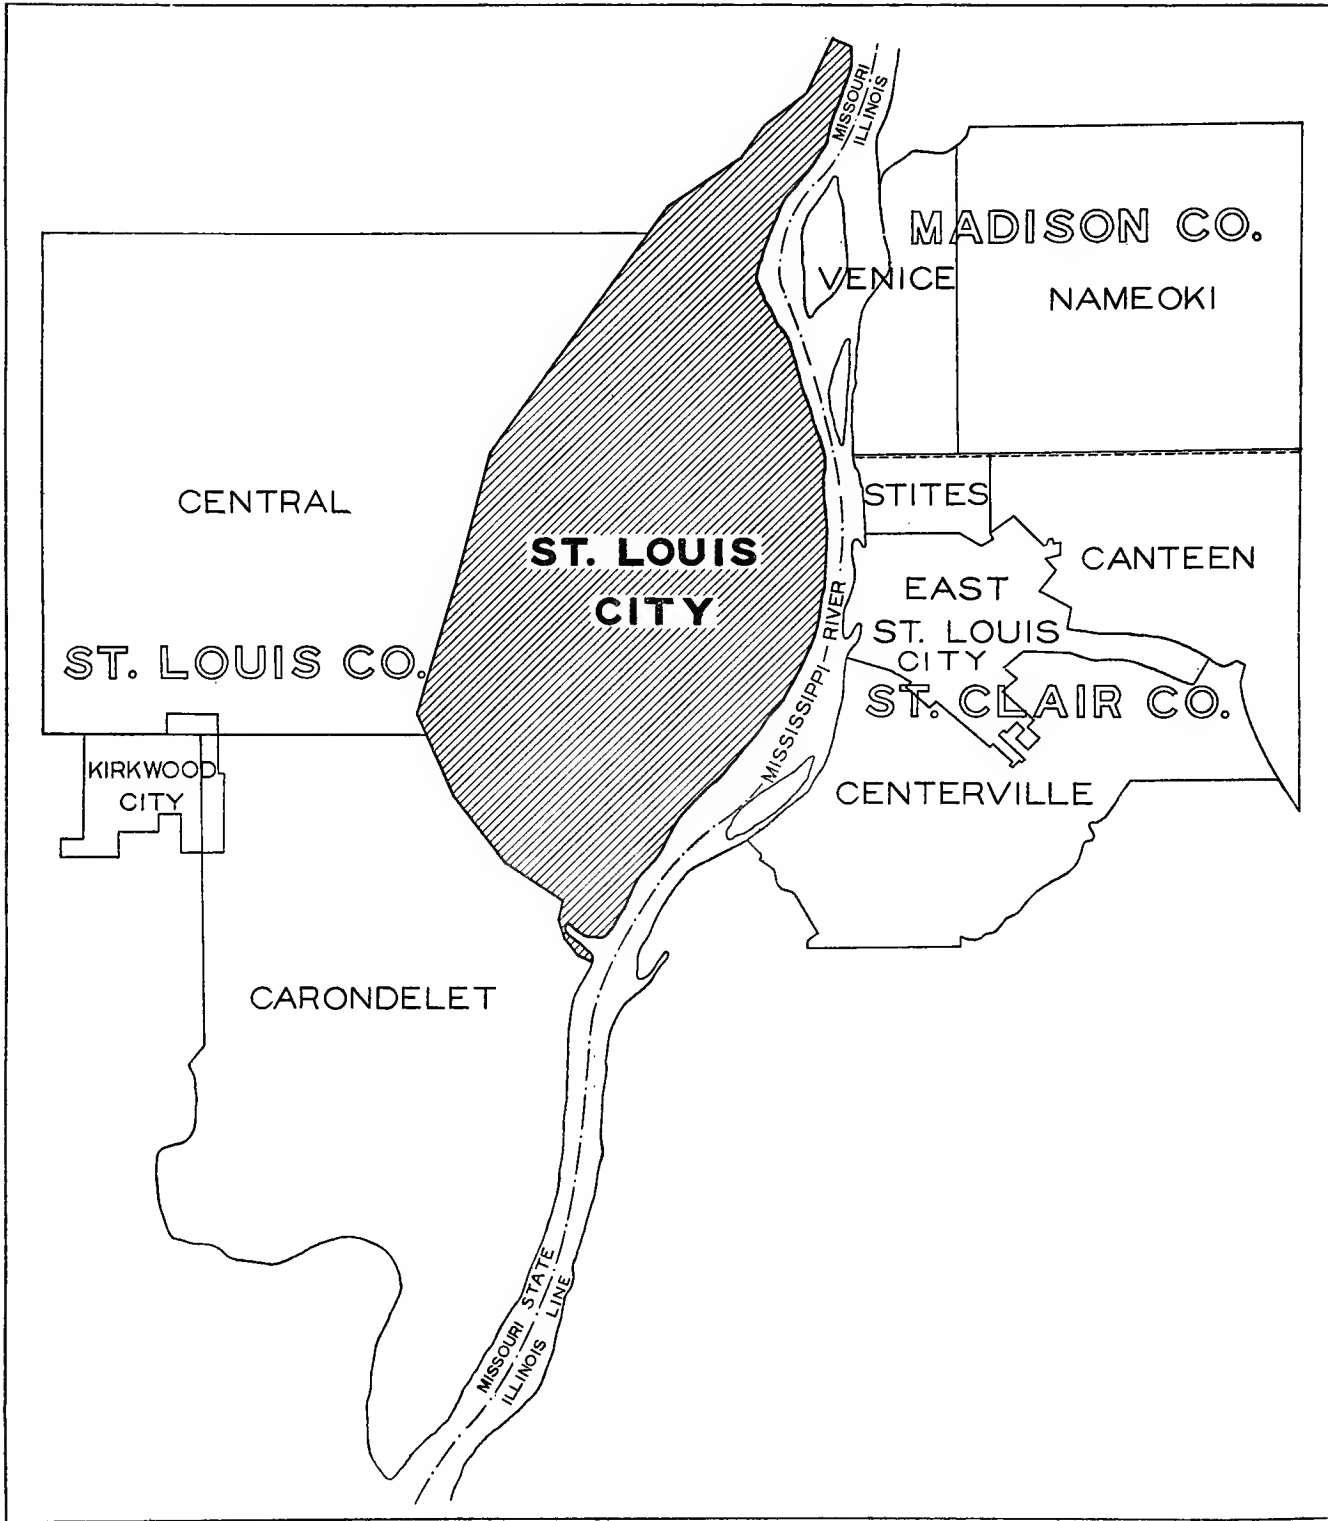 MISSOURI
ILLINOIS
MADISON CO.
VENICE
NAMEOKI
CENTRAL
STITES
ST. LOUIS
CITY
CANTEEN
EAST
ST. LOUIS
CITY
MISSISSIPPI — RIVER
ST. LOUIS CO.
ST. CLAIR CO.
KIRKWOOD
CITY
CENTERVILLE
CARONDELET
MISSOURI STATE
ILLINOIS LINE